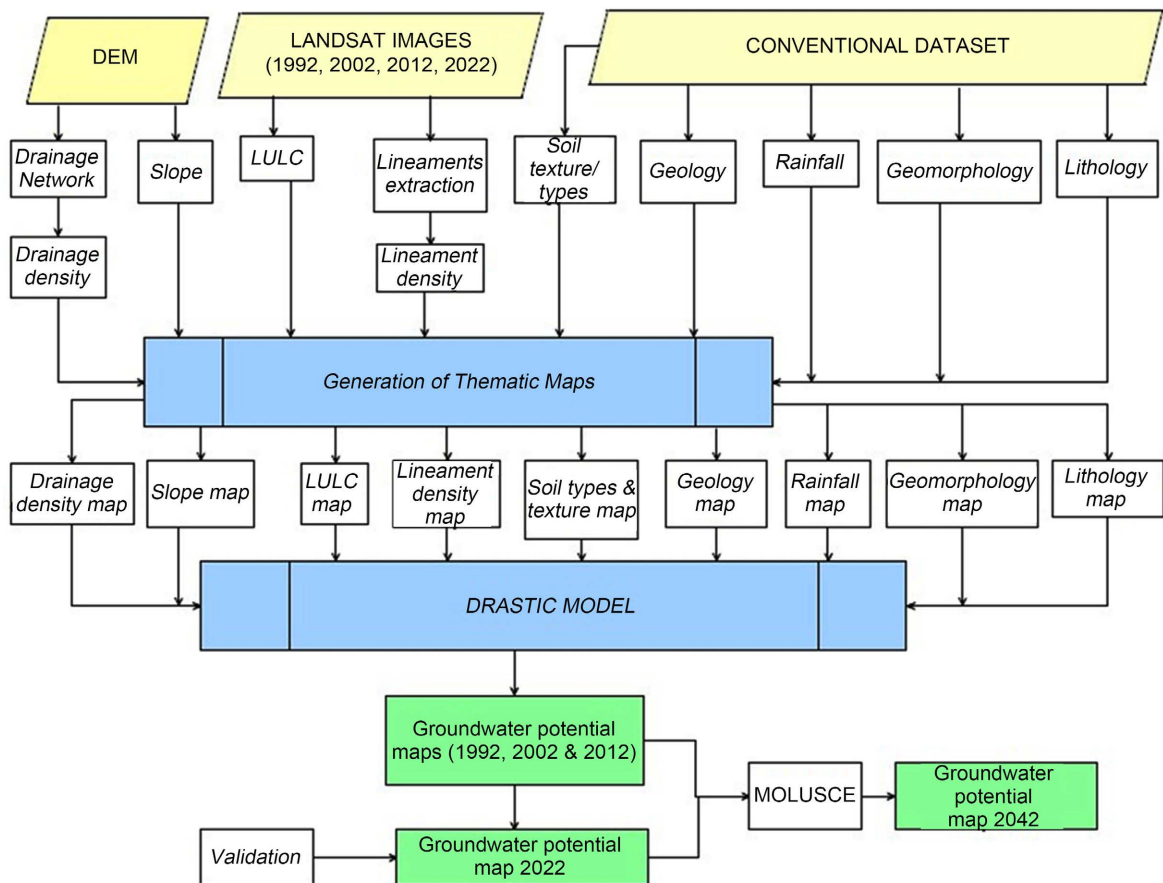 DEM
LANDSAT IMAGES
(1992, 2002, 2012, 2022)
CONVENTIONAL DATASET
Drainage
Network
Slope
LULC
Lineaments
extraction
Soil
texture/
types
Geology
Rainfall
Geomorphology
Lithology
Drainage
density
Lineament
density
Generation of Thematic Maps
Drainage
density map
Slope map
LULC
map
Lineament
density map
map
Soil types &
texture map
Geology
map
Rainfall
map
Geomorphology
map
Lithology
map
DRASTIC MODEL
Groundwater potential
maps (1992, 2002 & 2012)
MOLUSCE
Groundwater
potential
map 2042
Validation
Groundwater potential
map 2022